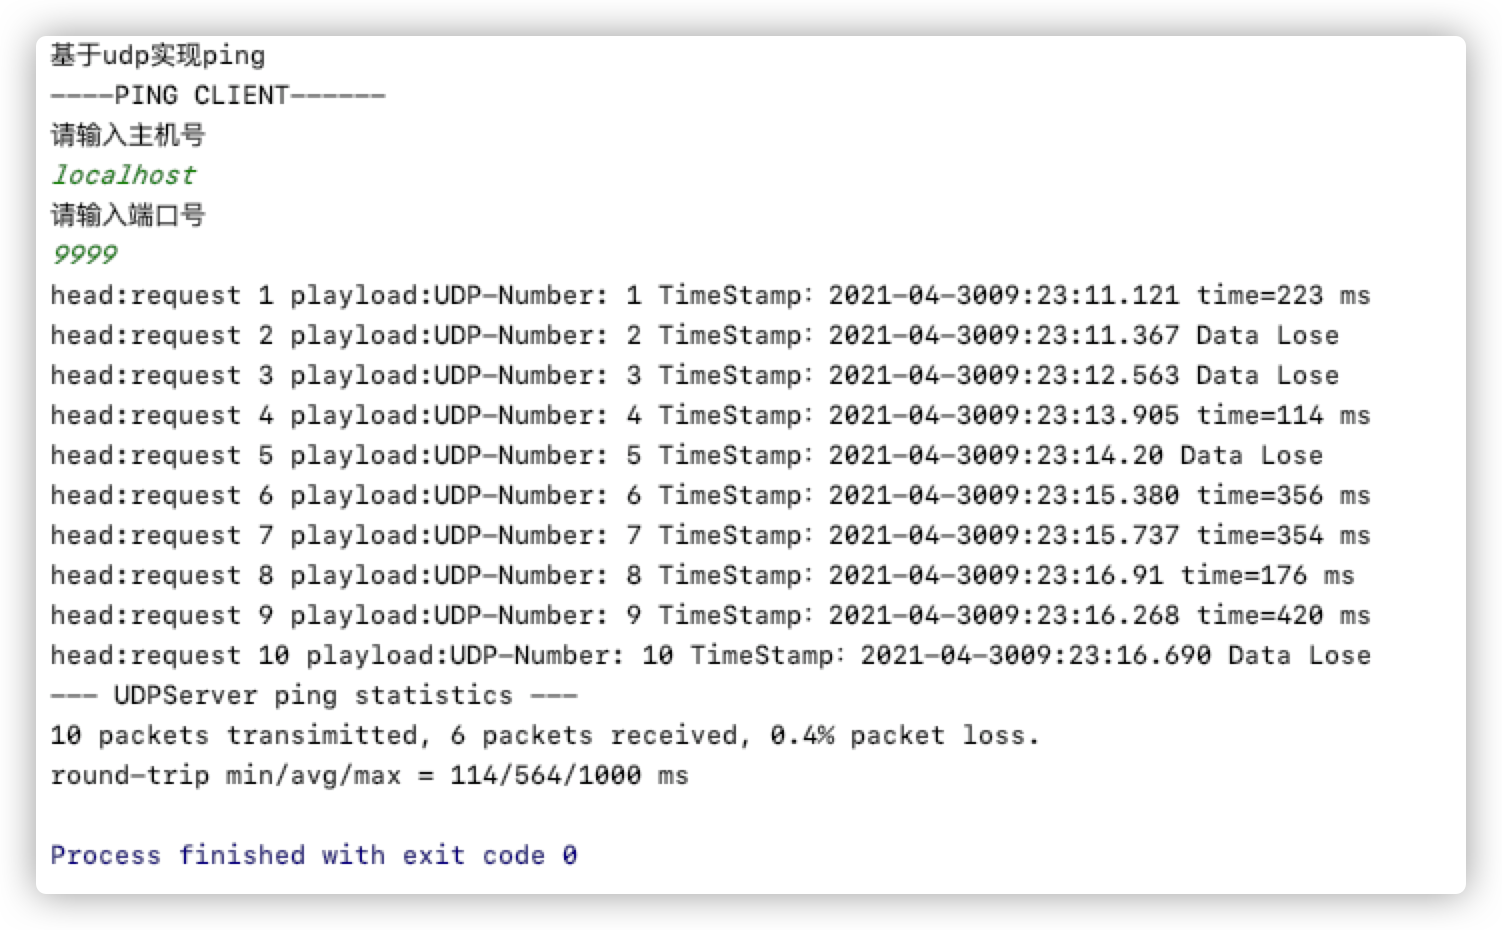 基于udp实现ping
----PING CLIENT------
请输入主机号
localhost
请输入端口号
9999
head:request 1 playload:UDP-Number: 1 TimeStamp: 2021-04-3009:23:11.121 time=223 ms
head:request 2 playload:UDP-Number: 2 TimeStamp: 2021-04-3009:23:11.367 Data Lose
head:request 3 playload:UDP-Number: 3 TimeStamp: 2021-04-3009:23:12.563 Data Lose
head:request 4 playload:UDP-Number: 4 TimeStamp: 2021-04-3009:23:13.905 time=114 ms
head:request 5 playload:UDP-Number: 5 TimeStamp: 2021-04-3009:23:14.20 Data Lose
head:request 6 playload:UDP-Number: 6 TimeStamp: 2021-04-3009:23:15.380 time=356 ms
head:request 7 playload:UDP-Number: 7 TimeStamp: 2021-04-3009:23:15.737 time=354 ms
head:request 8 playload:UDP-Number: 8 TimeStamp: 2021-04-3009:23:16.91 time=176 ms
head:request 9 playload:UDP-Number: 9 TimeStamp: 2021-04-3009:23:16.268 time=420 ms
head:request 10 playload:UDP-Number: 10 TimeStamp: 2021-04-3009:23:16.690 Data Lose
--- UDPServer ping statistics ---
10 packets transimitted, 6 packets received, 0.4% packet loss.
round-trip min/avg/max = 114/564/1000 ms
Process finished with exit code 0